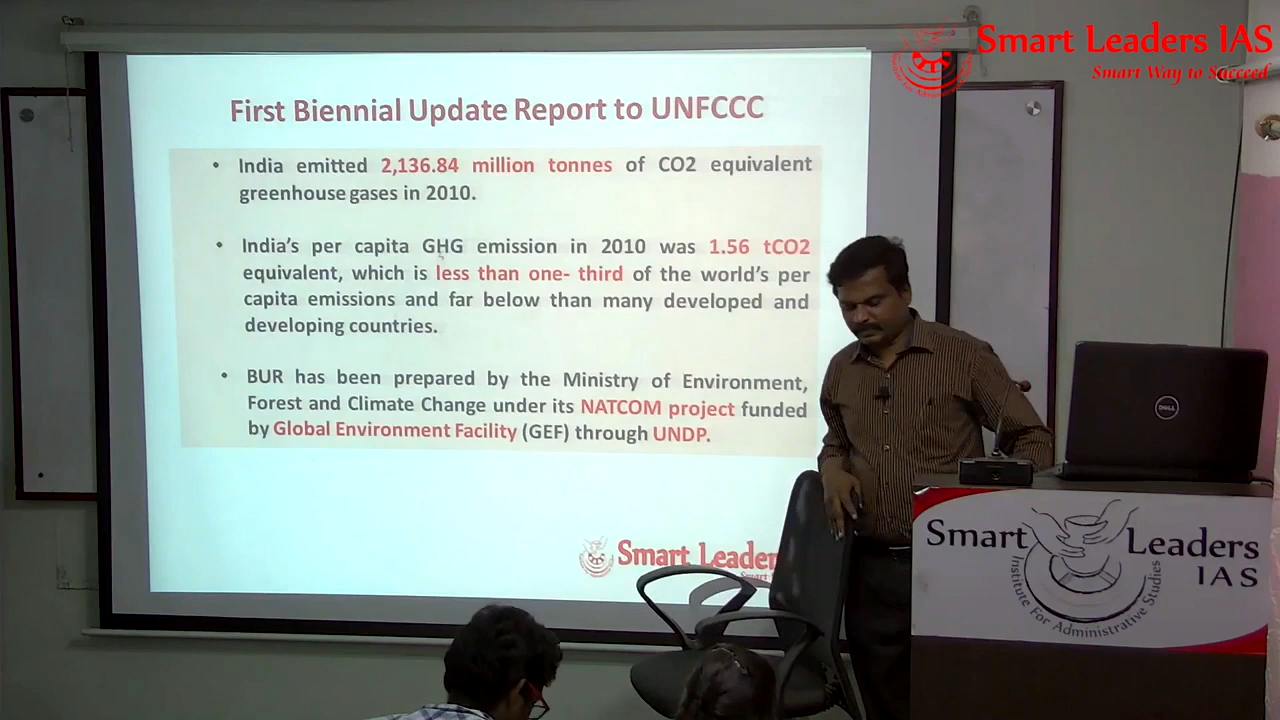 Smart Leaders IAS
Smart Way to Succeed
First Biennial Update Report to UNFCCC
• India emitted 2,136.84 million tonnes of CO2 equivalent
greenhouse gases in 2010.
• India's per capita GHG emission in 2010 was 1.56 tCO2
equivalent, which is less than one- third of the world's per
capita emissions and far below than many developed and
developing countries.
• BUR has been prepared by the Ministry of Environment,
Forest and Climate Change under its NATCOM project funded
by Global Environment Facility (GEF) through UNDP.
Smart Leaders
DELL
Smart Leaders
IAS
Institute For Administrative Studies